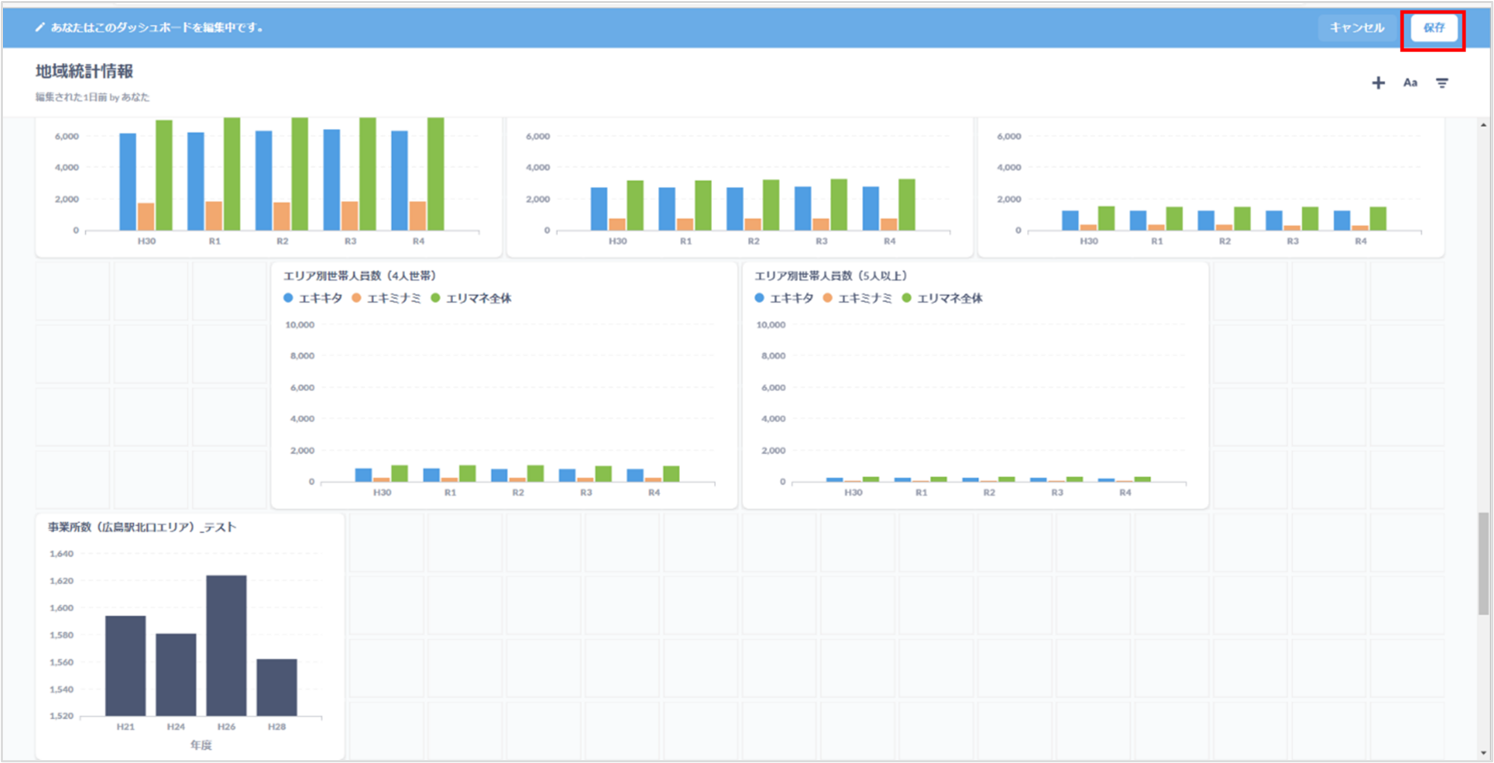 あなたはこのダッシュボードを編集中です。
キャンセル
保存
地域統計情報
編集された1日前 by あなた
Aa
6,000
4,000
2,000
0
H30 R1 R2 R3 R4
6,000
4,000
2,000
0
H30 R1 R2 R3 R4
6,000
4,000
2,000
0
H30 R1 R2 R3 R4
エリア別世帯人員数（4人世帯）
エキキタ エキミナミ エリマネ全体
10,000
8,000
6,000
4,000
2,000
0
H30 R1 R2 R3 R4
エリア別世帯人員数（5人以上）
エキキタ エキミナミ エリマネ全体
10,000
8,000
6,000
4,000
2,000
0
H30 R1 R2 R3 R4
事業所数（広島駅北口エリア）_テスト
1,640
1,620
1,600
1,580
1,560
1,540
1,520
H21 H24 H26 H28
年度